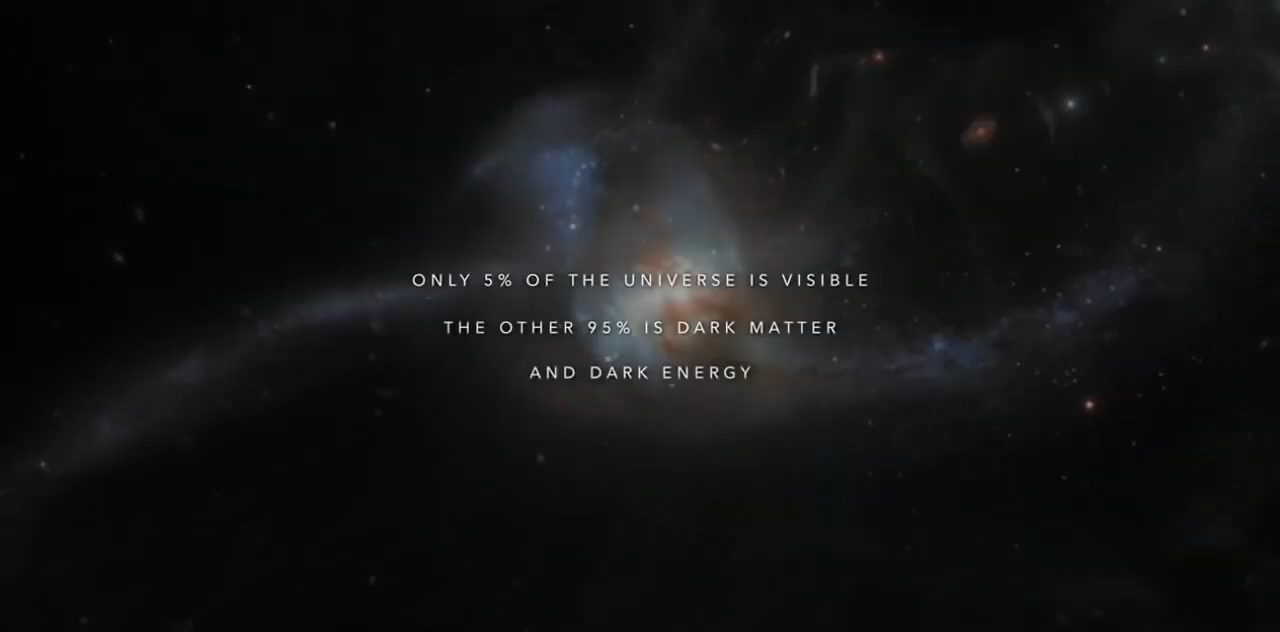 ONLY 5% OF THE UNIVERSE IS VISIBLE
THE OTHER 95% IS DARK MATTER
AND DARK ENERGY